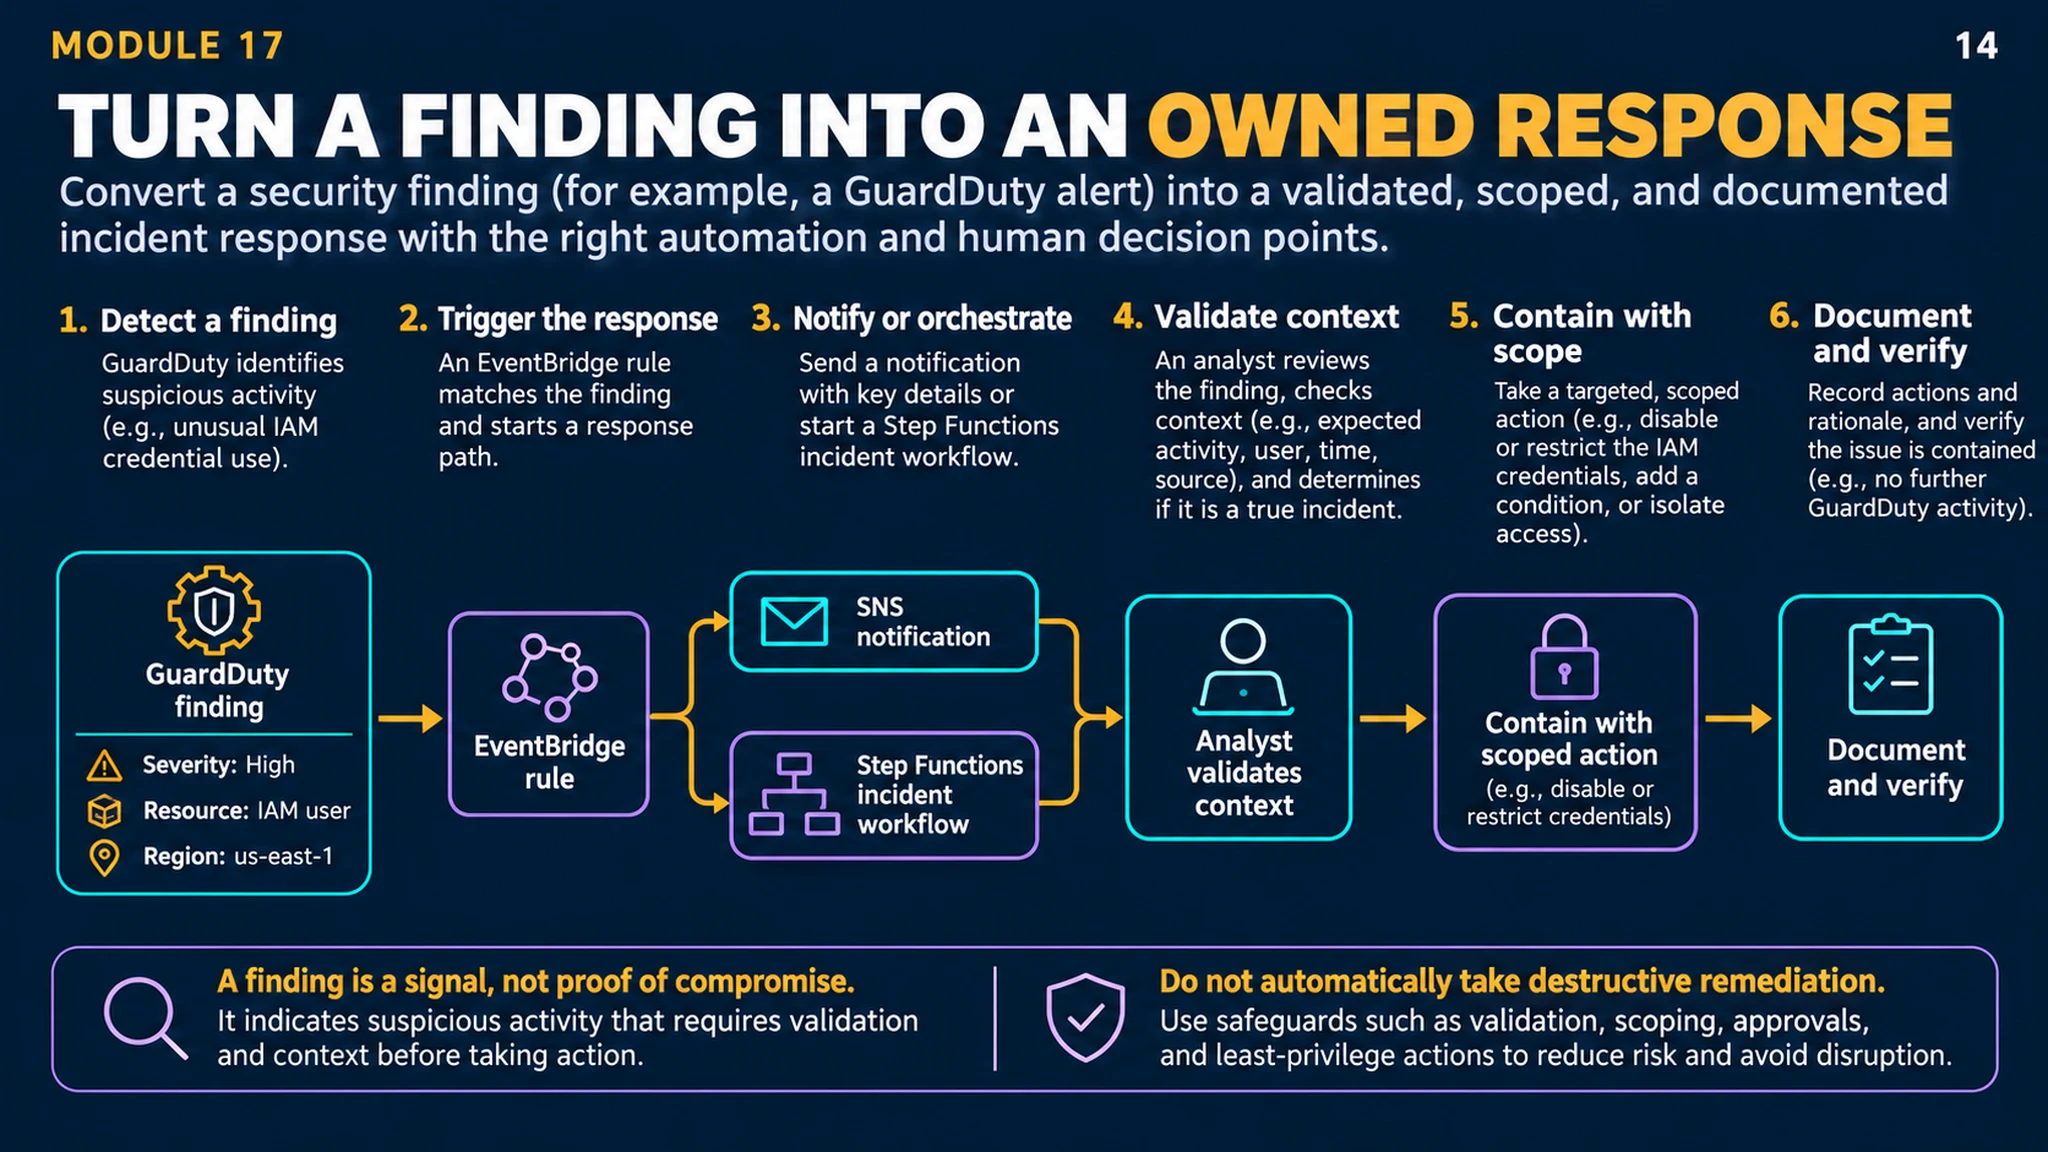 MODULE 17
14
TURN A FINDING INTO AN OWNED RESPONSE
Convert a security finding (for example, a GuardDuty alert) into a validated, scoped, and documented
incident response with the right automation and human decision points.
1. Detect a finding
GuardDuty identifies
suspicious activity
(e.g., unusual IAM
credential use).
2. Trigger the response
An EventBridge rule
matches the finding
and starts a response
path.
3. Notify or orchestrate
Send a notification
with key details or
start a Step Functions
incident workflow.
4. Validate context
An analyst reviews
the finding, checks
context (e.g., expected
activity, user, time,
source), and determines
if it is a true incident.
5. Contain with
scope
Take a targeted, scoped
action (e.g., disable
or restrict the IAM
credentials, add a
condition, or isolate
access).
6. Document
and verify
Record actions and
rationale, and verify
the issue is contained
(e.g., no further
GuardDuty activity).
GuardDuty
finding
Severity: High
Resource: IAM user
Region: us-east-1
EventBridge
rule
SNS
notification
Step Functions
incident
workflow
Analyst
validates
context
Contain with
scoped action
(e.g., disable or
restrict credentials)
Document
and verify
A finding is a signal, not proof of compromise.
It indicates suspicious activity that requires validation
and context before taking action.
Do not automatically take destructive remediation.
Use safeguards such as validation, scoping, approvals,
and least-privilege actions to reduce risk and avoid disruption.